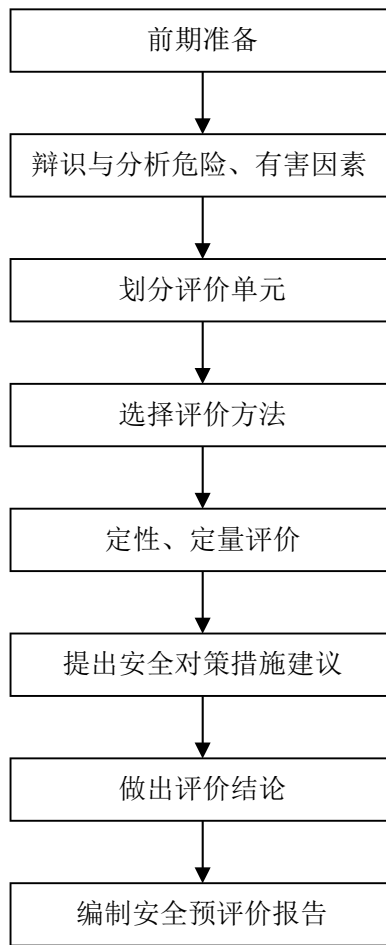 前期准备
辩识与分析危险、有害因素
划分评价单元
选择评价方法
定性、定量评价
提出安全对策措施建议
做出评价结论
编制安全预评价报告